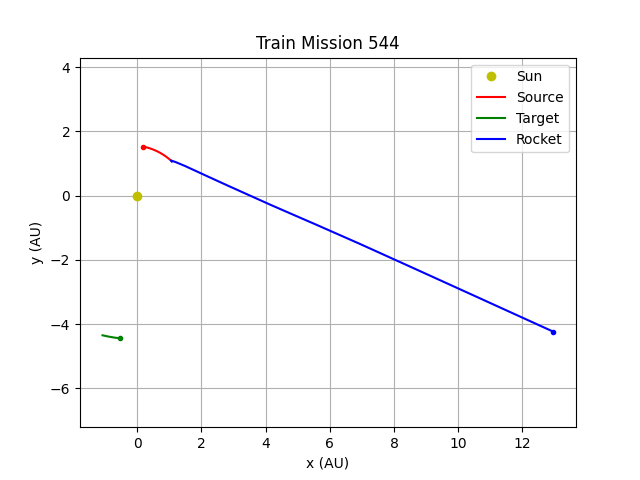 Train Mission 544
Sun
Source
Target
Rocket
4
2
0
−2
−4
−6
y (AU)
0
2
4
6
8
10
12
x (AU)